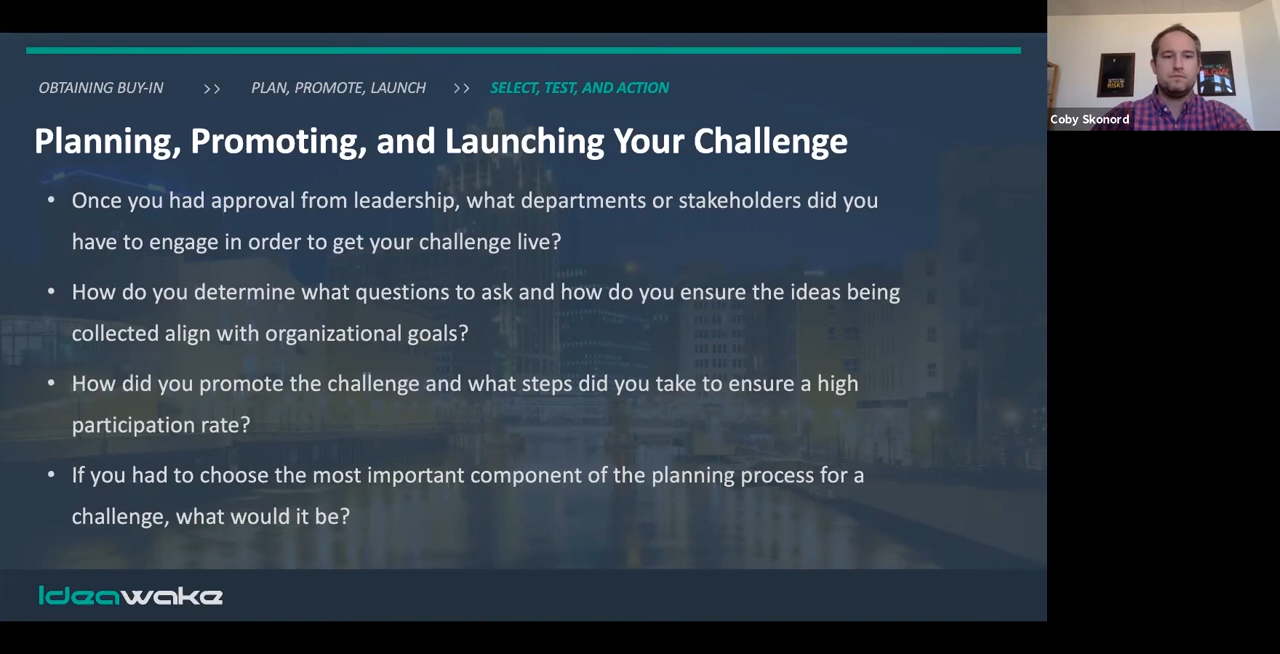 OBTAINING BUY-IN >> PLAN, PROMOTE, LAUNCH >> SELECT, TEST, AND ACTION
Planning, Promoting, and Launching Your Challenge
• Once you had approval from leadership, what departments or stakeholders did you
have to engage in order to get your challenge live?
• How do you determine what questions to ask and how do you ensure the ideas being
collected align with organizational goals?
• How did you promote the challenge and what steps did you take to ensure a high
participation rate?
• If you had to choose the most important component of the planning process for a
challenge, what would it be?
Ideawake
RISKS
Coby Skonord